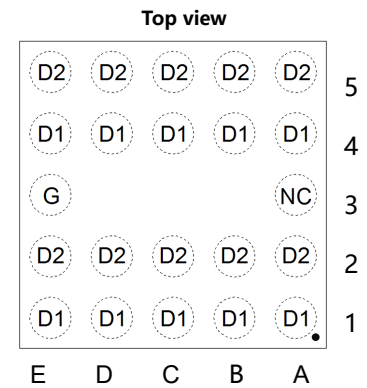 Top view
D2 D2 D2 D2 D2 5
D1 D1 D1 D1 D1 4
G NC 3
D2 D2 D2 D2 D2 2
D1 D1 D1 D1 D1 1
E D C B A